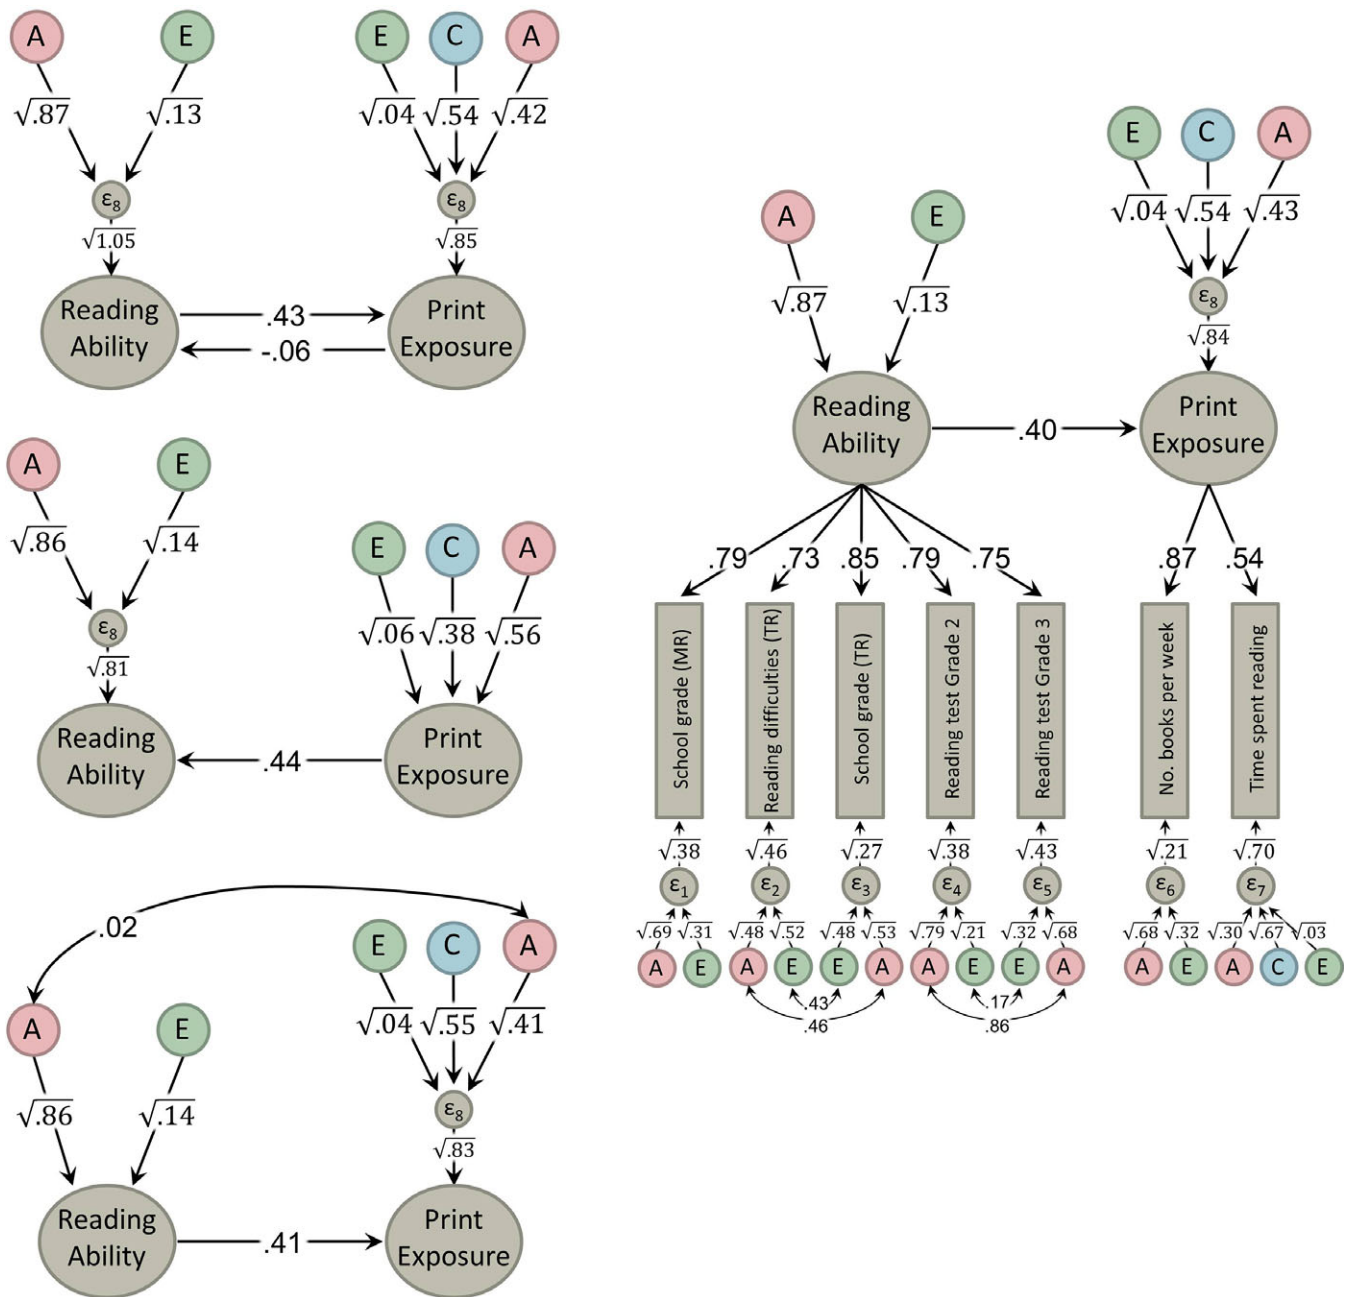 A E E C A
√.87 √.13 √.04 √.54 √.42
ε8 ε8
√1.05 √.85
Reading Ability .43 Print Exposure
-.06
A E
√.86 √.14 E C A
ε8 √.06 √.38 √.56
√.81
Reading Ability .44 Print Exposure
.02
E C A
A E √.04 √.55 √.41
√.86 √.14 ε8
√.83
Reading Ability .41 Print Exposure
E C A
A E √.04 √.54 √.43
√.87 √.13 ε8
√.84
Reading Ability .40 Print Exposure
.79 .73 .85 .79 .75 .87 .54
School grade (MR)
Reading difficulties (TR)
School grade (TR)
Reading test Grade 2
Reading test Grade 3
No. books per week
Time spent reading
√.38 √.46 √.27 √.38 √.43 √.21 √.70
ε1 ε2 ε3 ε4 ε5 ε6 ε7
√.69 √.31 √.48 √.52 √.48 √.53 √.79 √.21 √.32 √.68 √.68 √.32 √.30 √.67 √.03
A E A E E A A E E A A E A C E
.43 .17
.46 .86